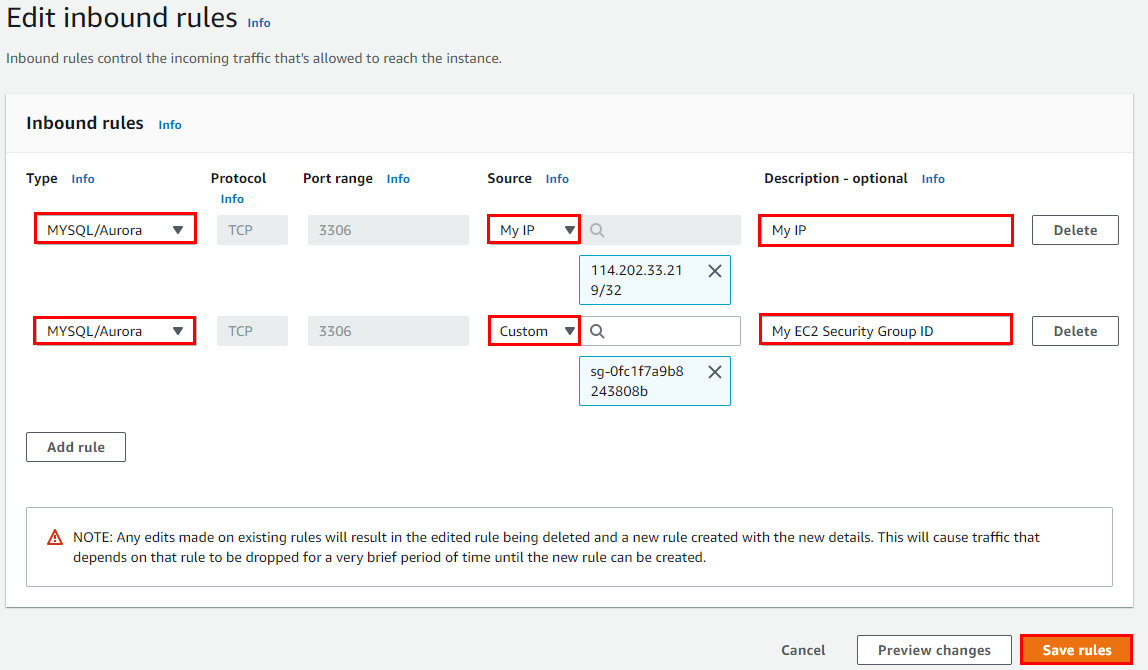 Edit inbound rules Info
Inbound rules control the incoming traffic that's allowed to reach the instance.
Inbound rules Info
Type Info Protocol Info Port range Info Source Info Description - optional Info
MYSQL/Aurora TCP 3306 My IP My IP Delete
114.202.33.21
9/32
MYSQL/Aurora TCP 3306 Custom My EC2 Security Group ID Delete
sg-0fc1f7a9b8
243808b
Add rule
NOTE: Any edits made on existing rules will result in the edited rule being deleted and a new rule created with the new details. This will cause traffic that
depends on that rule to be dropped for a very brief period of time until the new rule can be created.
Cancel Preview changes Save rules